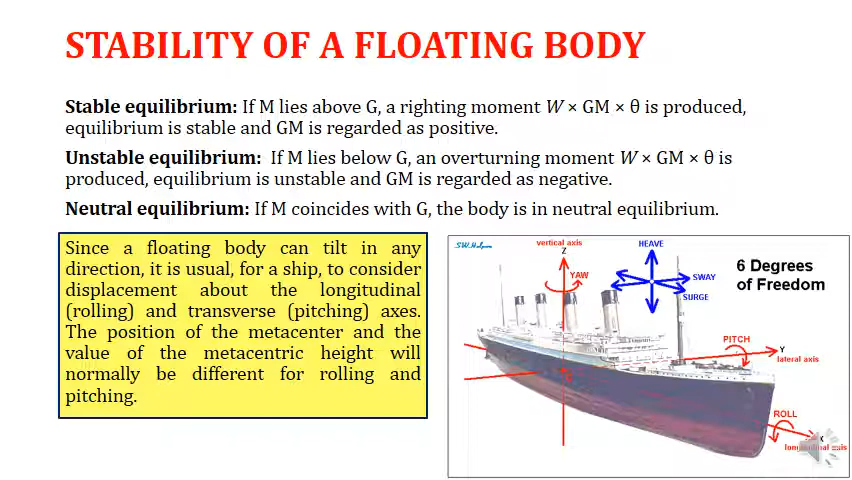 STABILITY OF A FLOATING BODY
Stable equilibrium: If M lies above G, a righting moment W × GM × θ is produced,
equilibrium is stable and GM is regarded as positive.
Unstable equilibrium: If M lies below G, an overturning moment W × GM × θ is
produced, equilibrium is unstable and GM is regarded as negative.
Neutral equilibrium: If M coincides with G, the body is in neutral equilibrium.
Since a floating body can tilt in any
direction, it is usual, for a ship, to consider
displacement about the longitudinal
(rolling) and transverse (pitching) axes.
The position of the metacenter and the
value of the metacentric height will
normally be different for rolling and
pitching.
S.W. Halpern
vertical axis
Z
YAW
HEAVE
SWAY
SURGE
6 Degrees
of Freedom
PITCH
Y
lateral axis
ROLL
X
longitudinal axis